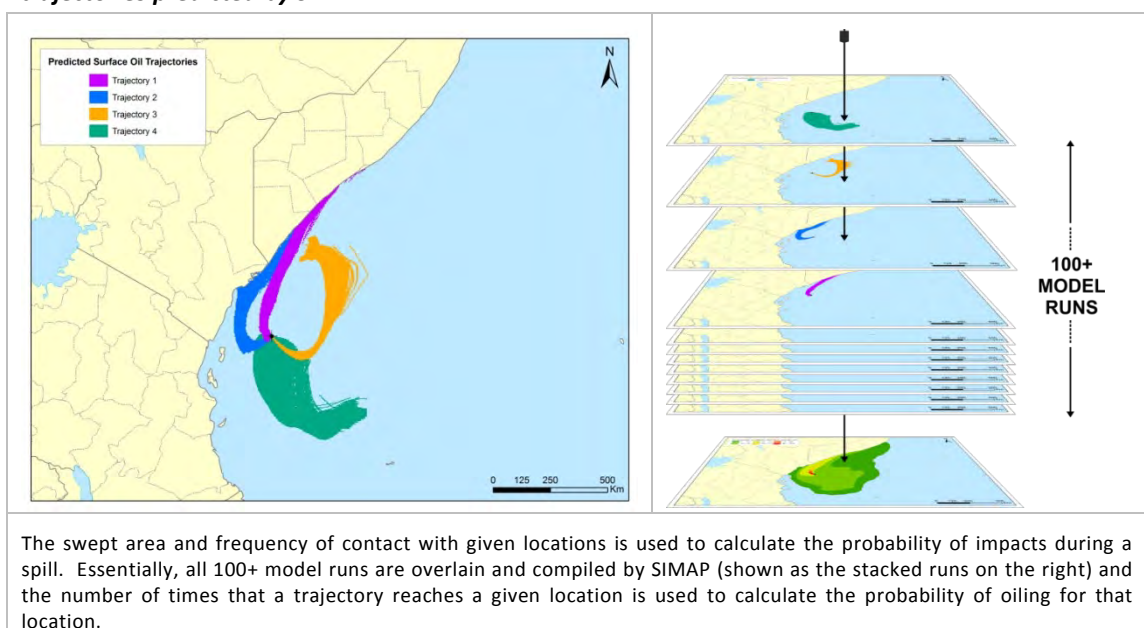 Predicted Surface Oil Trajectories
Trajectory 1
Trajectory 2
Trajectory 3
Trajectory 4
N
0 125 250 500
Km
100+
MODEL
RUNS
The swept area and frequency of contact with given locations is used to calculate the probability of impacts during a
spill. Essentially, all 100+ model runs are overlain and compiled by SIMAP (shown as the stacked runs on the right) and
the number of times that a trajectory reaches a given location is used to calculate the probability of oiling for that
location.